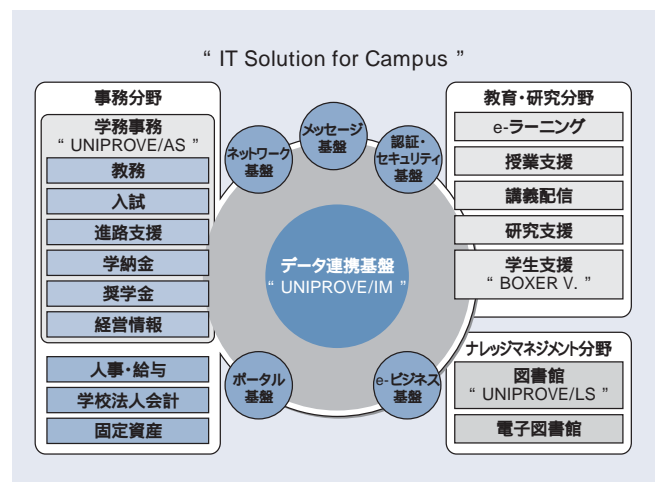 “ IT Solution for Campus ”
事務分野
学務事務
“ UNIPROVE/AS ”
教務
入試
進路支援
学納金
奨学金
経営情報
人事・給与
学校法人会計
固定資産
ネットワーク
基盤
メッセージ
基盤
認証・
セキュリティ
基盤
データ連携基盤
“ UNIPROVE/IM ”
ポータル
基盤
e-ビジネス
基盤
教育・研究分野
e-ラーニング
授業支援
講義配信
研究支援
学生支援
“ BOXER V. ”
ナレッジマネジメント分野
図書館
“ UNIPROVE/LS ”
電子図書館